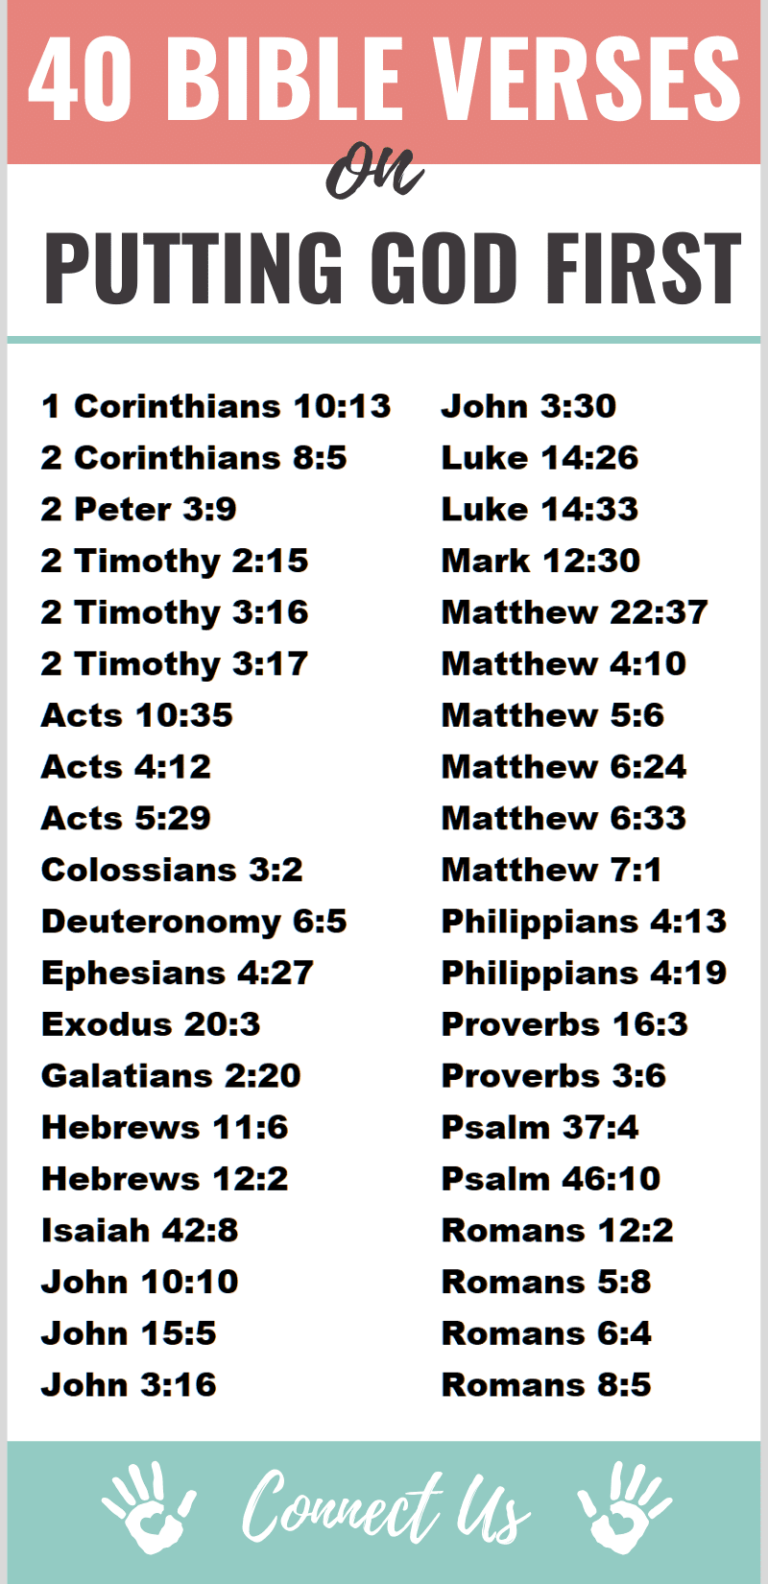 40 BIBLE VERSES
on
PUTTING GOD FIRST
1 Corinthians 10:13
2 Corinthians 8:5
2 Peter 3:9
2 Timothy 2:15
2 Timothy 3:16
2 Timothy 3:17
Acts 10:35
Acts 4:12
Acts 5:29
Colossians 3:2
Deuteronomy 6:5
Ephesians 4:27
Exodus 20:3
Galatians 2:20
Hebrews 11:6
Hebrews 12:2
Isaiah 42:8
John 10:10
John 15:5
John 3:16
John 3:30
Luke 14:26
Luke 14:33
Mark 12:30
Matthew 22:37
Matthew 4:10
Matthew 5:6
Matthew 6:24
Matthew 6:33
Matthew 7:1
Philippians 4:13
Philippians 4:19
Proverbs 16:3
Proverbs 3:6
Psalm 37:4
Psalm 46:10
Romans 12:2
Romans 5:8
Romans 6:4
Romans 8:5
Connect Us